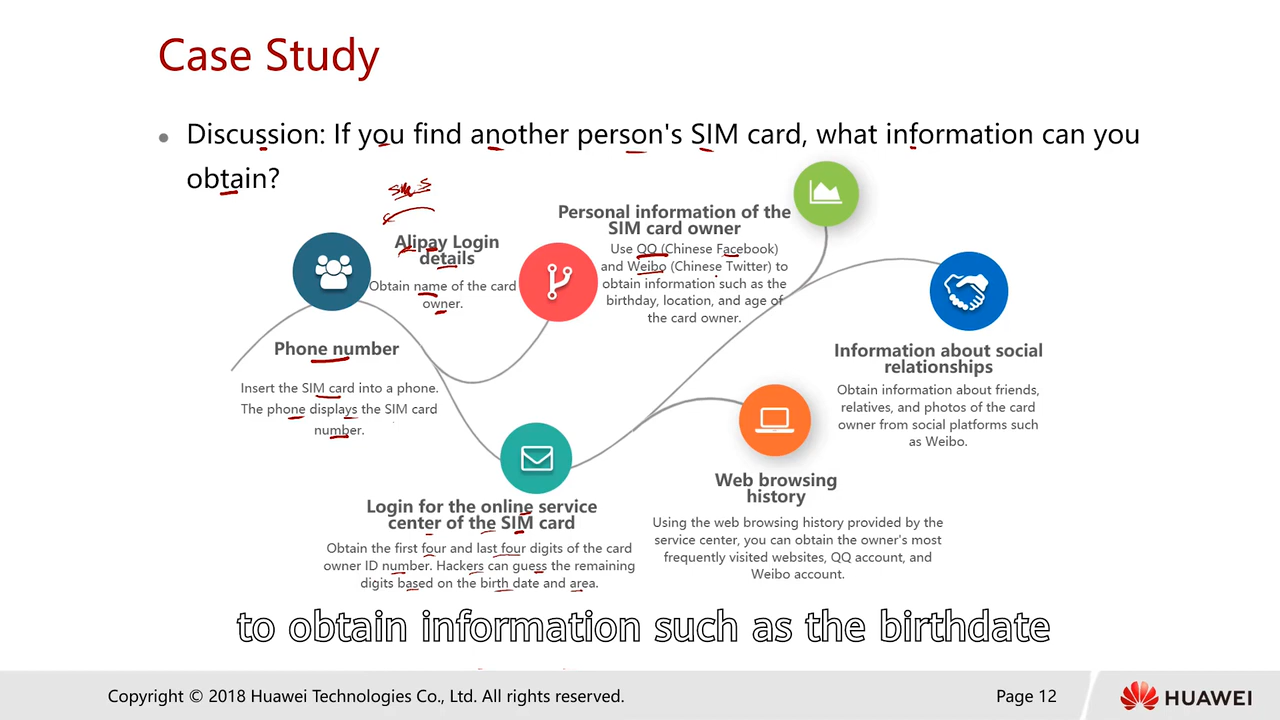 Case Study
Discussion: If you find another person's SIM card, what information can you
obtain?
SMS
Alipay Login
details
Obtain name of the card
owner.
Personal information of the
SIM card owner
Use QQ (Chinese Facebook)
and Weibo (Chinese Twitter) to
obtain information such as the
birthday, location, and age of
the card owner.
Phone number
Insert the SIM card into a phone.
The phone displays the SIM card
number.
Information about social
relationships
Obtain information about friends,
relatives, and photos of the card
owner from social platforms such
as Weibo.
Login for the online service
center of the SIM card
Obtain the first four and last four digits of the card
owner ID number. Hackers can guess the remaining
digits based on the birth date and area.
Web browsing
history
Using the web browsing history provided by the
service center, you can obtain the owner's most
frequently visited websites, QQ account, and
Weibo account.
to obtain information such as the birthdate
Copyright © 2018 Huawei Technologies Co., Ltd. All rights reserved.
Page 12
HUAWEI